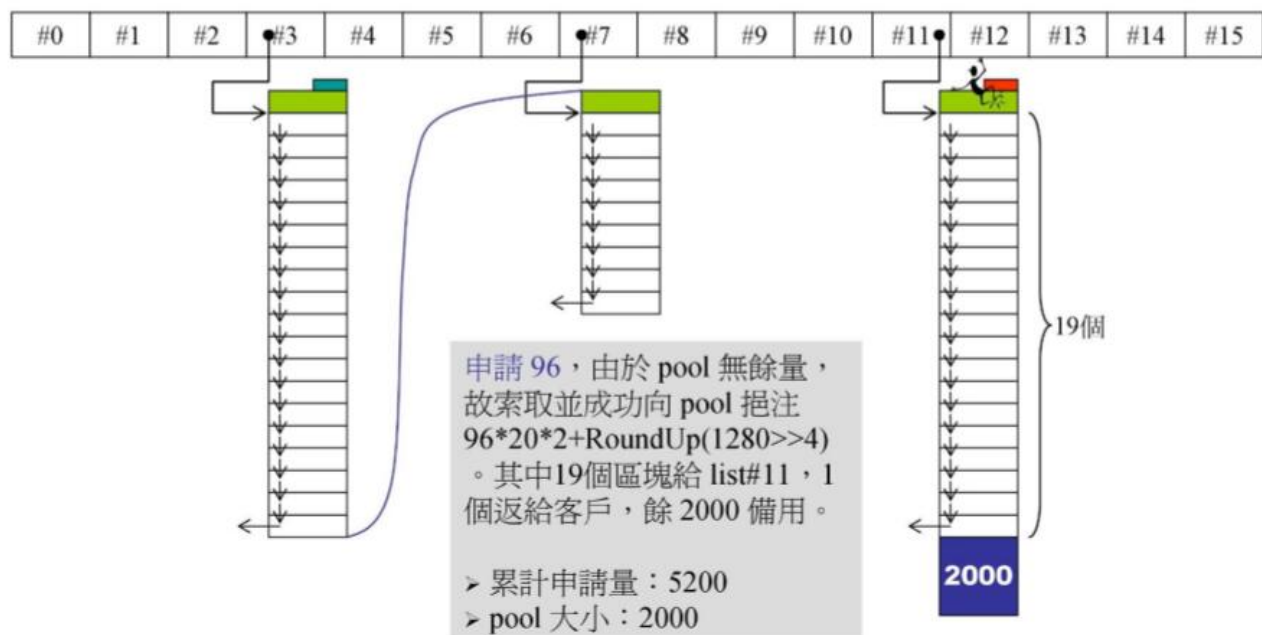 #0 #1 #2 #3 #4 #5 #6 #7 #8 #9 #10 #11 #12 #13 #14 #15
19個
申請 96，由於 pool 無餘量，
故索取並成功向 pool 挹注
96*20*2+RoundUp(1280>>4)
。其中19個區塊給 list#11，1
個返給客戶，餘 2000 備用。
➢ 累計申請量：5200
➢ pool 大小：2000
2000